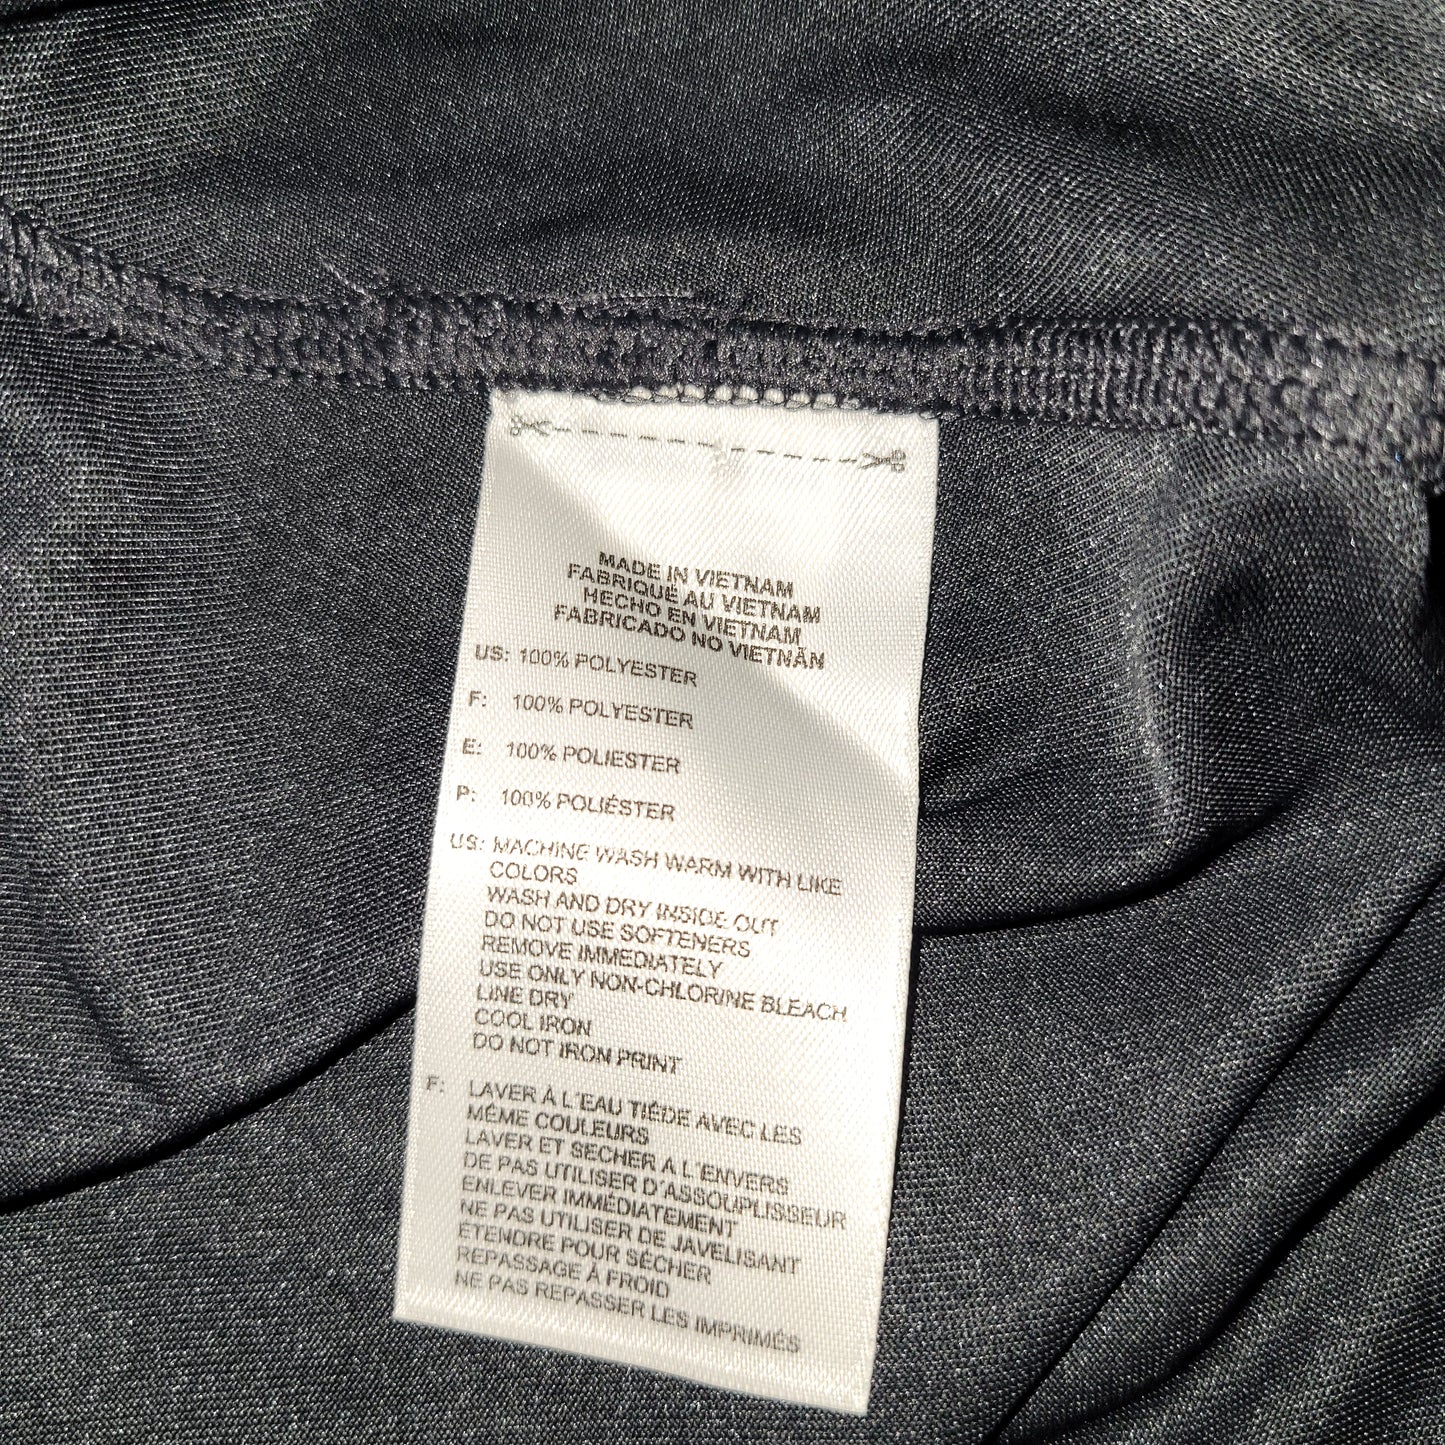 MADE IN VIETNAM
FABRIQUÉ AU VIETNAM
HECHO EN VIETNAM
FABRICADO NO VIETNÃN
US: 100% POLYESTER
F: 100% POLYESTER
E: 100% POLIESTER
P: 100% POLIÉSTER
US: MACHINE WASH WARM WITH LIKE
COLORS
WASH AND DRY INSIDE OUT
DO NOT USE SOFTENERS
REMOVE IMMEDIATELY
USE ONLY NON-CHLORINE BLEACH
LINE DRY
COOL IRON
DO NOT IRON PRINT
F: LAVER À L'EAU TIÉDE AVEC LES
MÉME COULEURS
LAVER ET SECHER A L'ENVERS
DE PAS UTILISER D'ASSOUPLISSEUR
ENLEVER IMMÉDIATEMENT
NE PAS UTILISER DE JAVELISANT
ETENDRE POUR SÉCHER
REPASSAGE À FROID
NE PAS REPASSER LES IMPRIMÉS